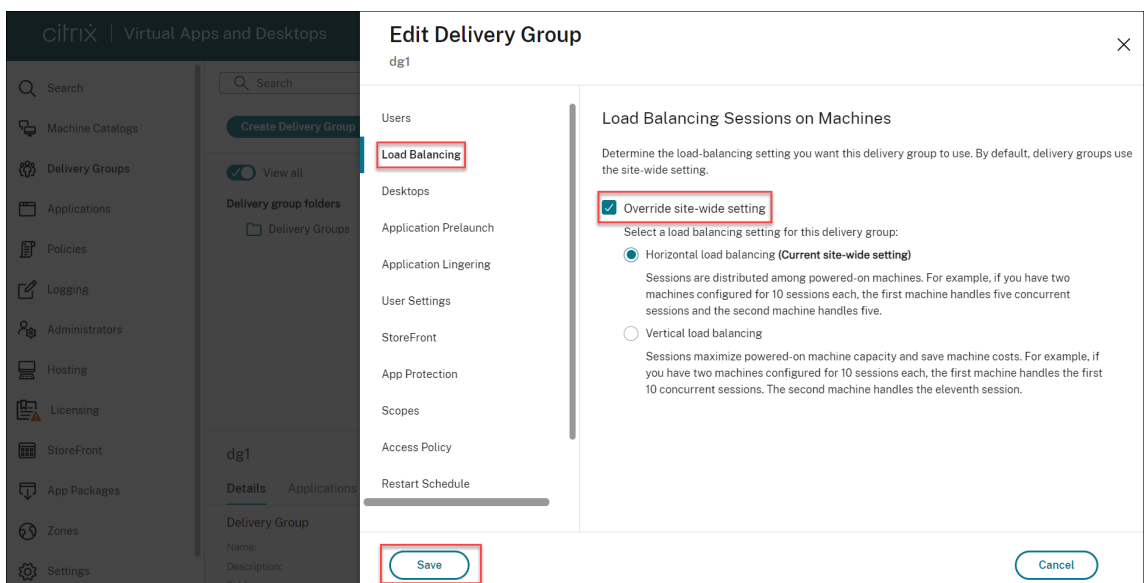 citrix | Virtual Apps and Desktops
Search
Machine Catalogs
Delivery Groups
Applications
Policies
Logging
Administrators
Hosting
Licensing
StoreFront
App Packages
Zones
Settings
Search
Create Delivery Group
View all
Delivery group folders
Delivery Groups
dg1
Details Applications
Delivery Group
Name:
Description:
Edit Delivery Group
dg1
Users
Load Balancing
Desktops
Application Prelaunch
Application Lingering
User Settings
StoreFront
App Protection
Scopes
Access Policy
Restart Schedule
Load Balancing Sessions on Machines
Determine the load-balancing setting you want this delivery group to use. By default, delivery groups use
the site-wide setting.
Override site-wide setting
Select a load balancing setting for this delivery group:
Horizontal load balancing (Current site-wide setting)
Sessions are distributed among powered-on machines. For example, if you have two
machines configured for 10 sessions each, the first machine handles five concurrent
sessions and the second machine handles five.
Vertical load balancing
Sessions maximize powered-on machine capacity and save machine costs. For example, if
you have two machines configured for 10 sessions each, the first machine handles the first
10 concurrent sessions. The second machine handles the eleventh session.
Save
Cancel